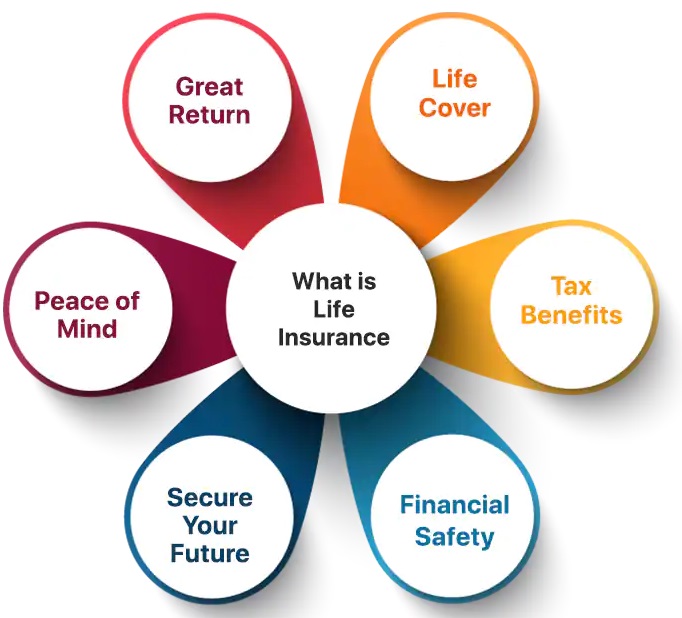 Great
Return
Life
Cover
Peace of
Mind
What is
Life
Insurance
Tax
Benefits
Secure
Your
Future
Financial
Safety